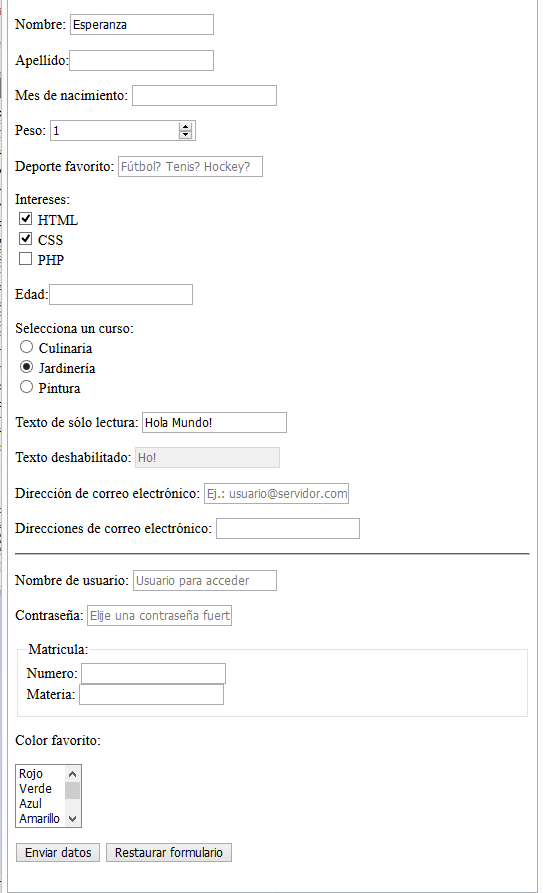 Nombre: Esperanza
Apellido:
Mes de nacimiento:
Peso: 1
Deporte favorito: Fútbol? Tenis? Hockey?
Intereses:
HTML
CSS
PHP
Edad:
Selecciona un curso:
Culinaria
Jardinería
Pintura
Texto de sólo lectura: Hola Mundo!
Texto deshabilitado: Ho!
Dirección de correo electrónico: Ej.: usuario@servidor.com
Direcciones de correo electrónico:
Nombre de usuario: Usuario para acceder
Contraseña: Elije una contraseña fuert
Matrícula:
Numero:
Materia:
Color favorito:
Rojo
Verde
Azul
Amarillo
Enviar datos Restaurar formulario